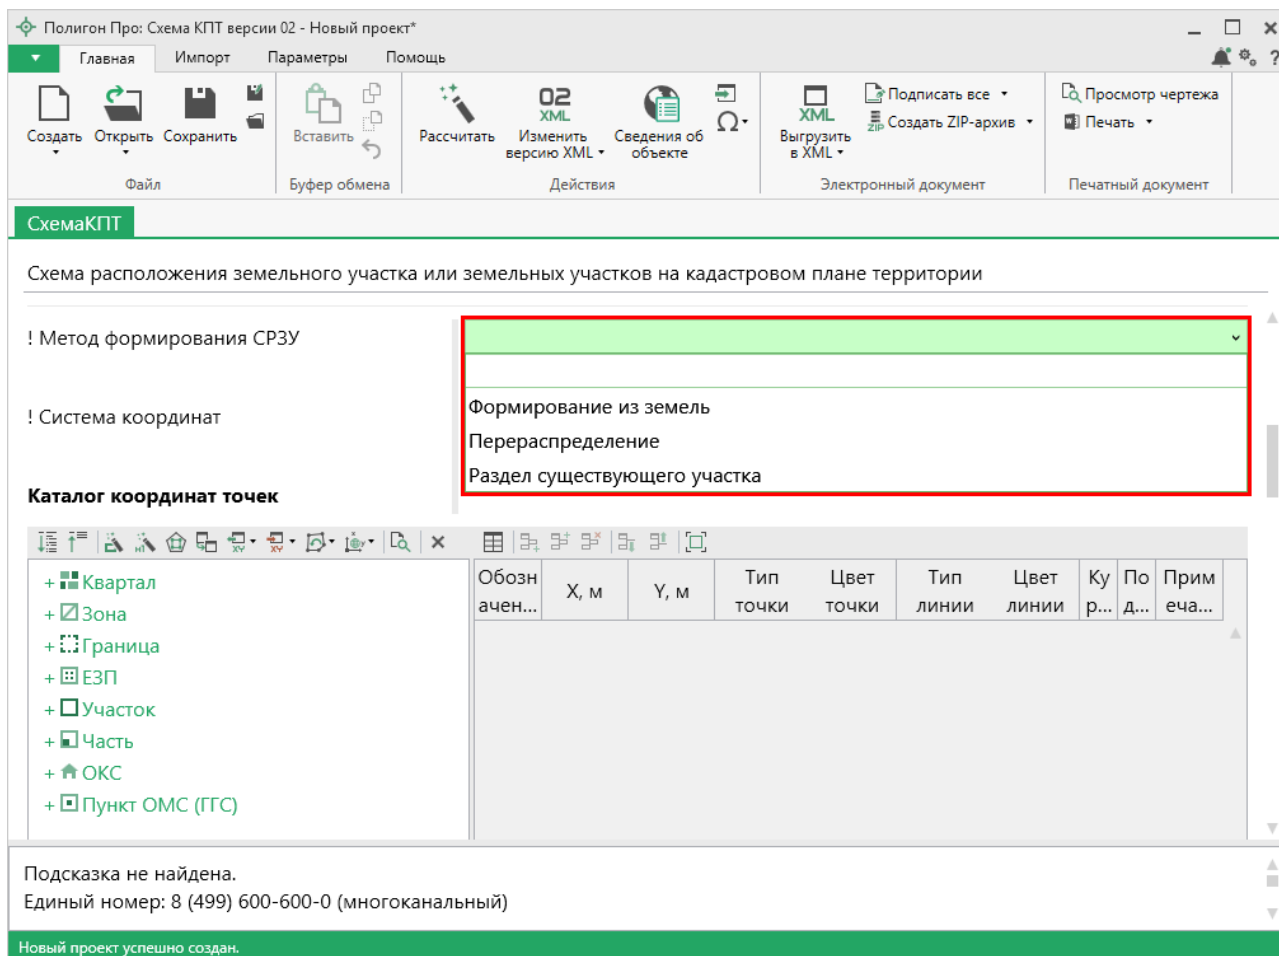 Полигон Про: Схема КПТ версии 02 - Новый проект*
Главная Импорт Параметры Помощь
Создать Открыть Сохранить
Вставить
Рассчитать
02
XML
Изменить
версию XML
Сведения об
объекте
Ω
XML
Выгрузить
в XML
Подписать все
ZIP Создать ZIP-архив
Просмотр чертежа
Печать
Файл Буфер обмена Действия Электронный документ Печатный документ
СхемаКПТ
Схема расположения земельного участка или земельных участков на кадастровом плане территории
! Метод формирования СРЗУ
Формирование из земель
! Система координат
Перераспределение
Раздел существующего участка
Каталог координат точек
+ Квартал
+ Зона
+ Граница
+ ЕЗП
+ Участок
+ Часть
+ ОКС
+ Пункт ОМС (ГГС)
Обозн
ачен...
X, м
Y, м
Тип
точки
Цвет
точки
Тип
линии
Цвет
линии
Ку
р...
По
д...
Прим
еча...
Подсказка не найдена.
Единый номер: 8 (499) 600-600-0 (многоканальный)
Новый проект успешно создан.